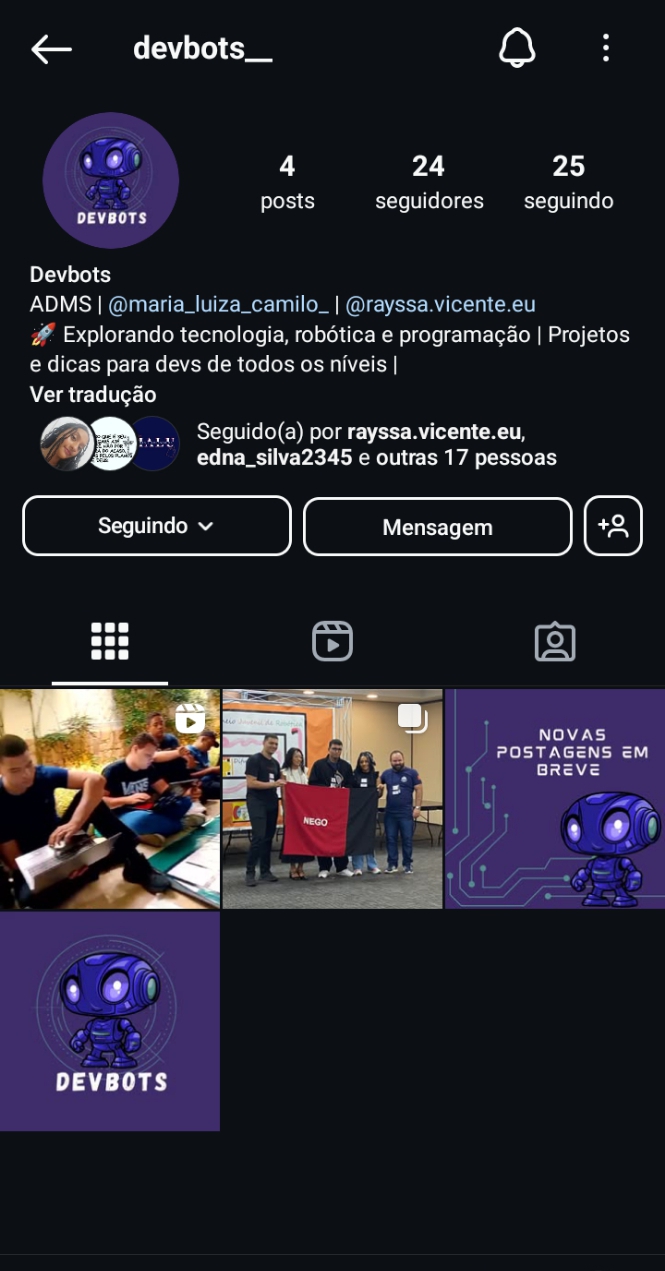 devbots__
4 24 25
posts seguidores seguindo
DEVBOTS
Devbots
ADMS | @maria_luiza_camilo_ | @rayssa.vicente.eu
🚀 Explorando tecnologia, robótica e programação | Projetos
e dicas para devs de todos os níveis |
Ver tradução
Seguido(a) por rayssa.vicente.eu,
edna_silva2345 e outras 17 pessoas
Seguindo
Mensagem
NEGO
NOVAS
POSTAGENS EM
BREVE
DEVBOTS